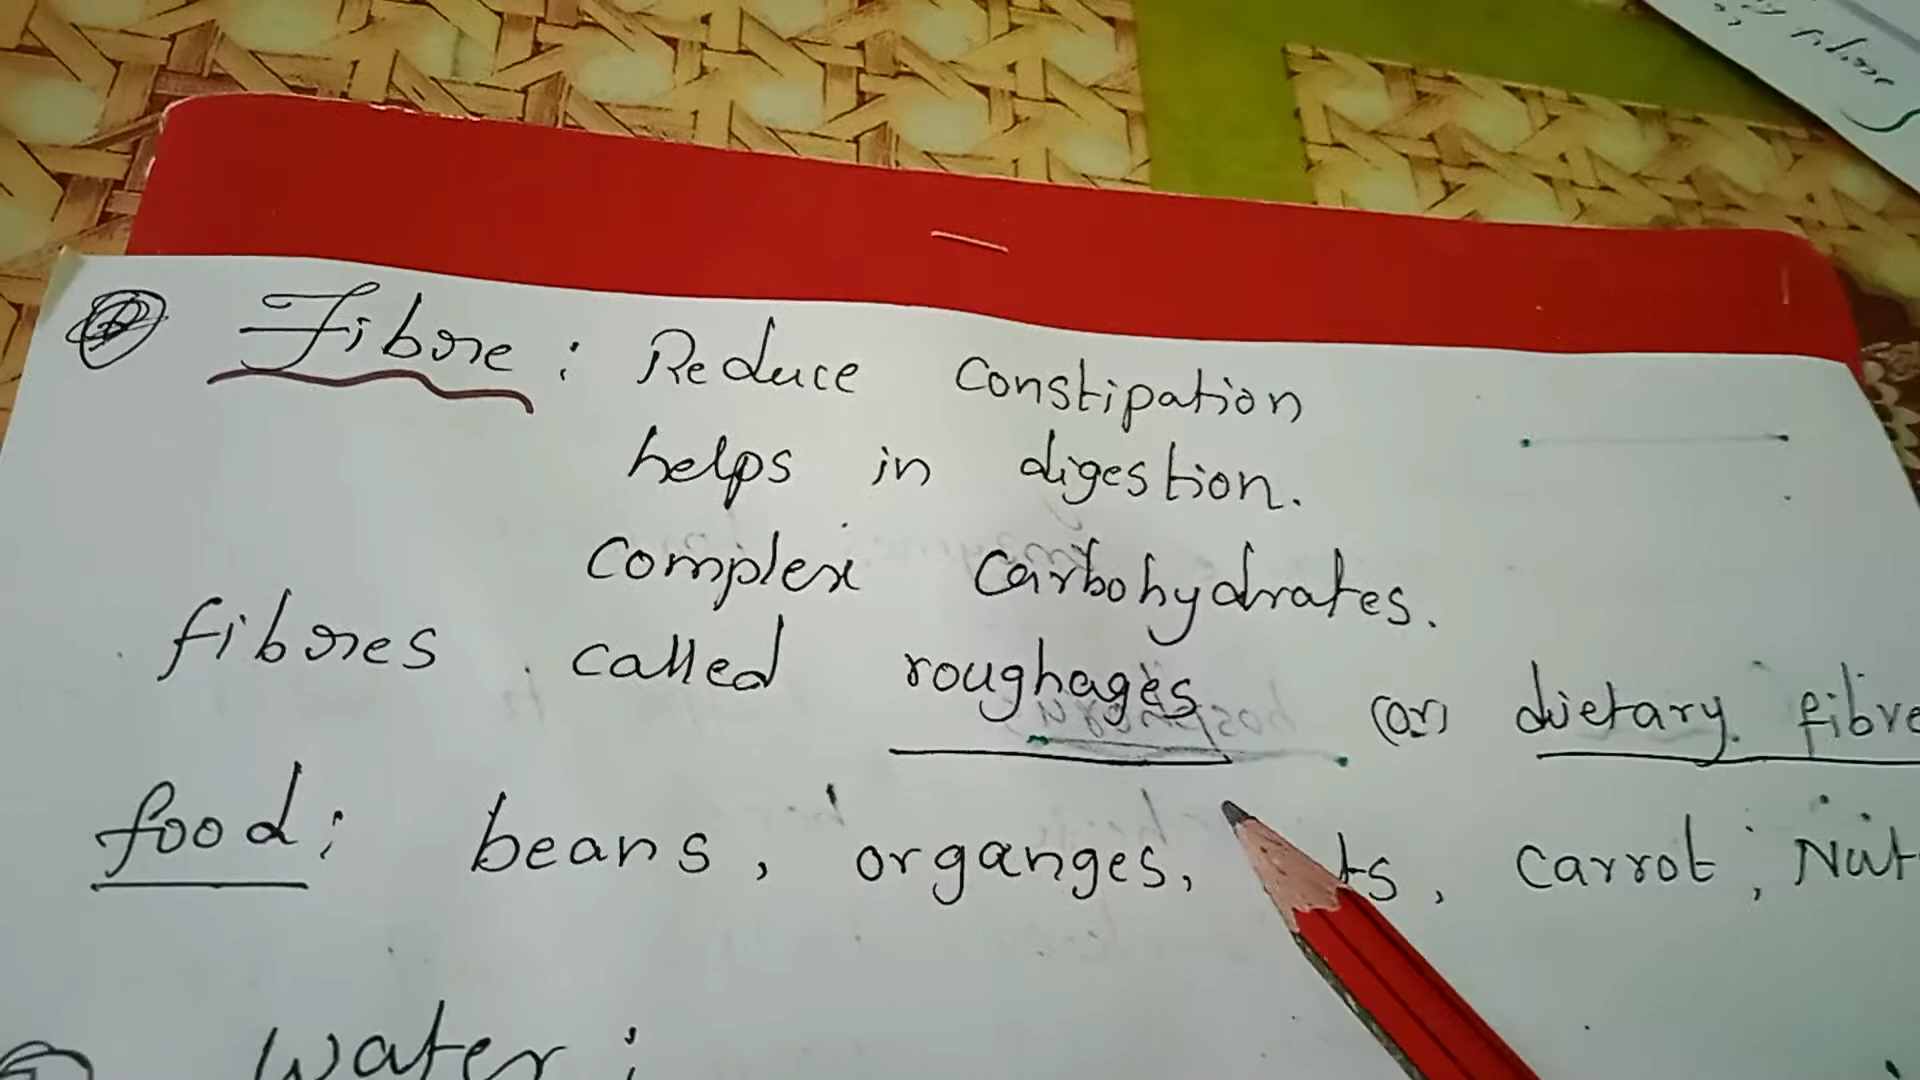 Fibre : Reduce Constipation
helps in digestion.
Complex Carbohydrates.
fibres called roughages (or) dietary fibre
food : beans, organges, ts, Carrot, Nut
Water :